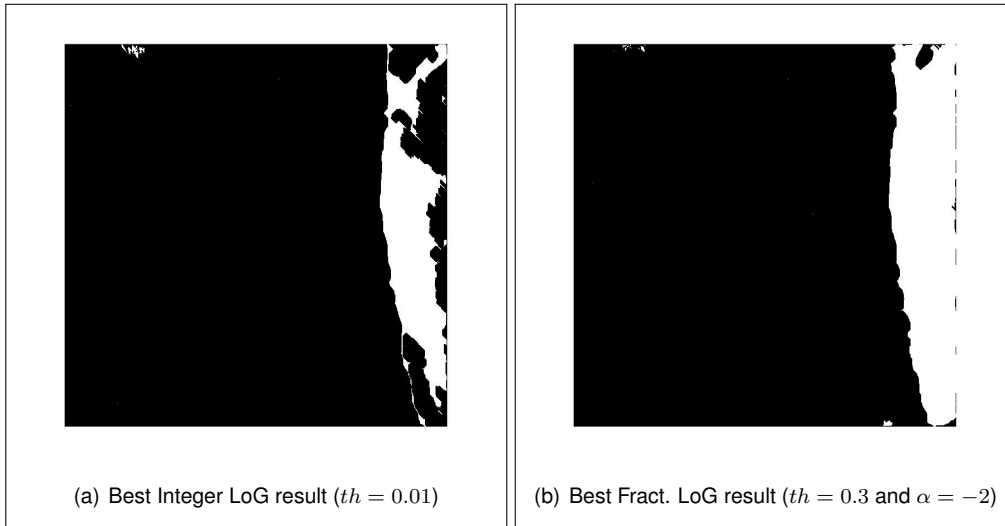 (a) Best Integer LoG result (th = 0.01)
(b) Best Fract. LoG result (th = 0.3 and α = −2)